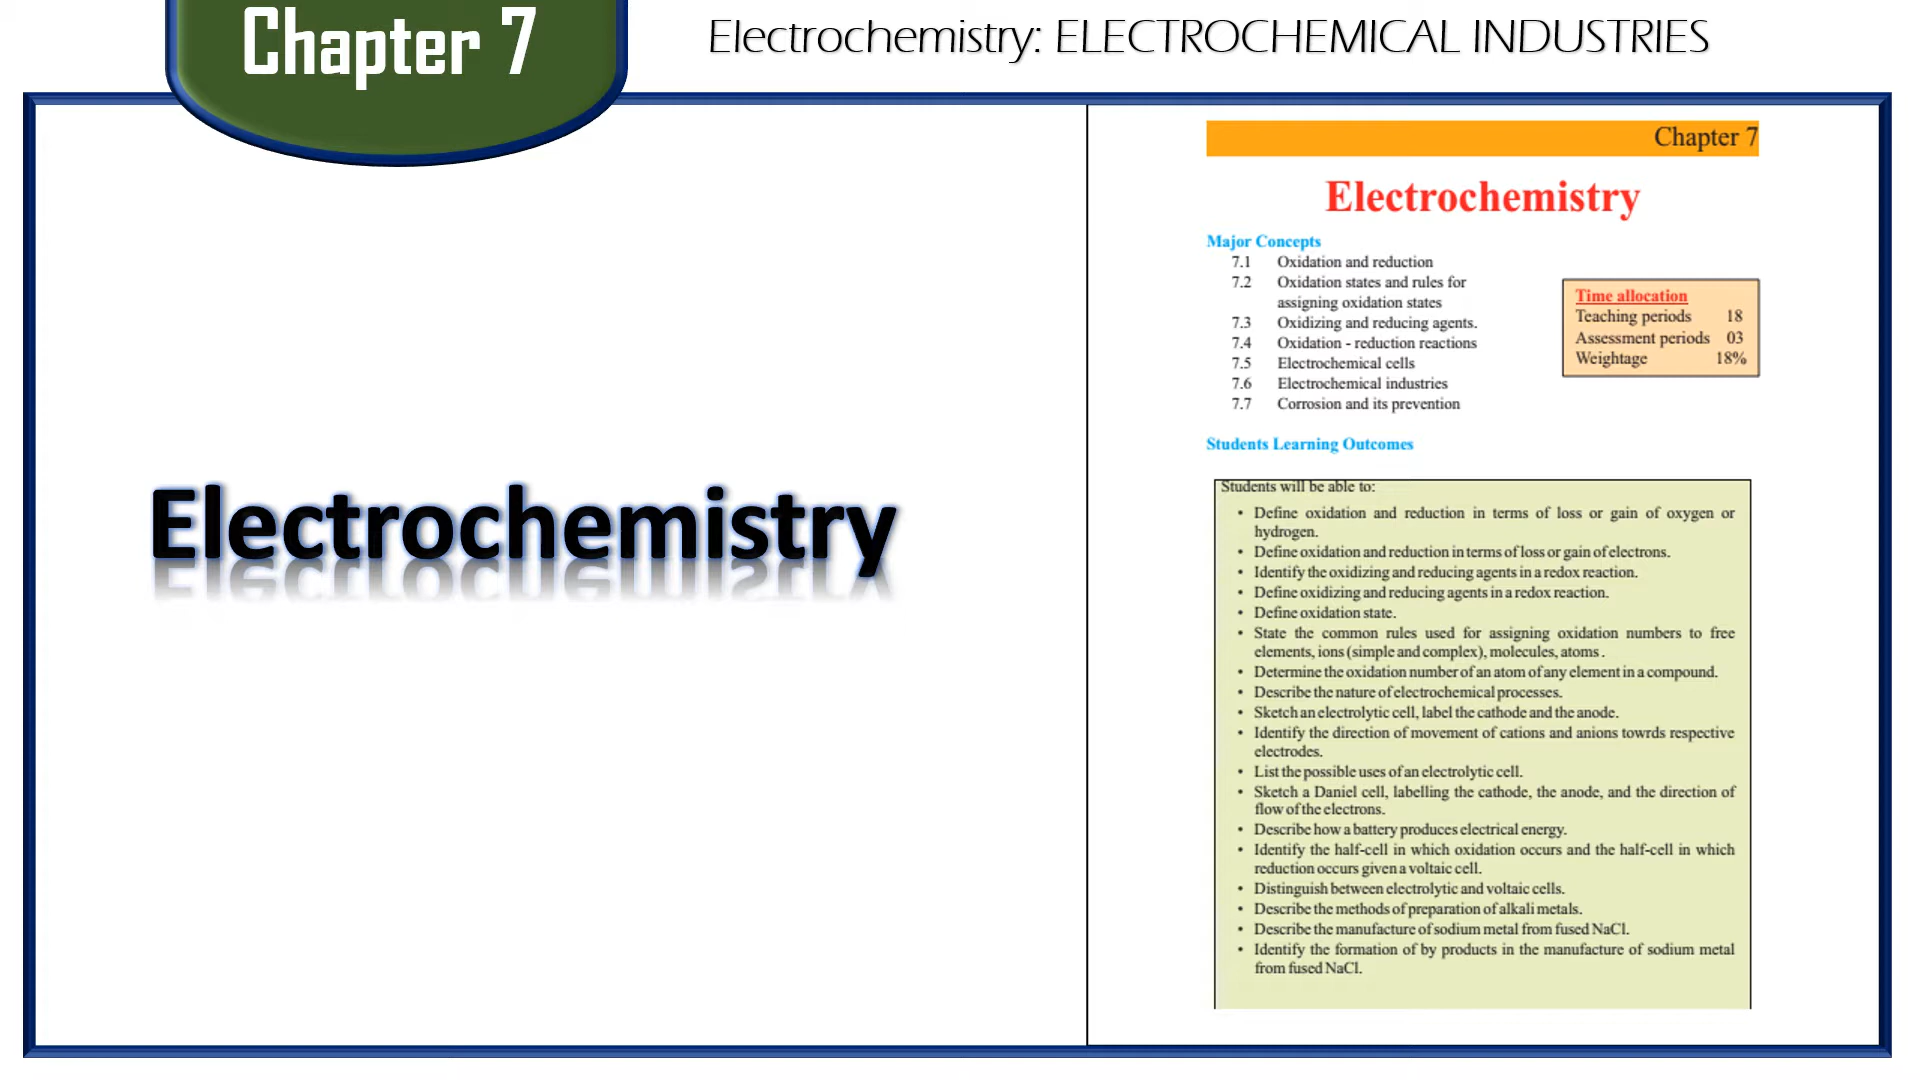 Chapter 7
Electrochemistry: ELECTROCHEMICAL INDUSTRIES
Electrochemistry
Chapter 7
Electrochemistry
Major Concepts
7.1 Oxidation and reduction
7.2 Oxidation states and rules for
assigning oxidation states
7.3 Oxidizing and reducing agents.
7.4 Oxidation - reduction reactions
7.5 Electrochemical cells
7.6 Electrochemical industries
7.7 Corrosion and its prevention
Time allocation
Teaching periods 18
Assessment periods 03
Weightage 18%
Students Learning Outcomes
Students will be able to:
• Define oxidation and reduction in terms of loss or gain of oxygen or
hydrogen.
• Define oxidation and reduction in terms of loss or gain of electrons.
• Identify the oxidizing and reducing agents in a redox reaction.
• Define oxidizing and reducing agents in a redox reaction.
• Define oxidation state.
• State the common rules used for assigning oxidation numbers to free
elements, ions (simple and complex), molecules, atoms .
• Determine the oxidation number of an atom of any element in a compound.
• Describe the nature of electrochemical processes.
• Sketch an electrolytic cell, label the cathode and the anode.
• Identify the direction of movement of cations and anions towrds respective
electrodes.
• List the possible uses of an electrolytic cell.
• Sketch a Daniel cell, labelling the cathode, the anode, and the direction of
flow of the electrons.
• Describe how a battery produces electrical energy.
• Identify the half-cell in which oxidation occurs and the half-cell in which
reduction occurs given a voltaic cell.
• Distinguish between electrolytic and voltaic cells.
• Describe the methods of preparation of alkali metals.
• Describe the manufacture of sodium metal from fused NaCl.
• Identify the formation of by products in the manufacture of sodium metal
from fused NaCl.